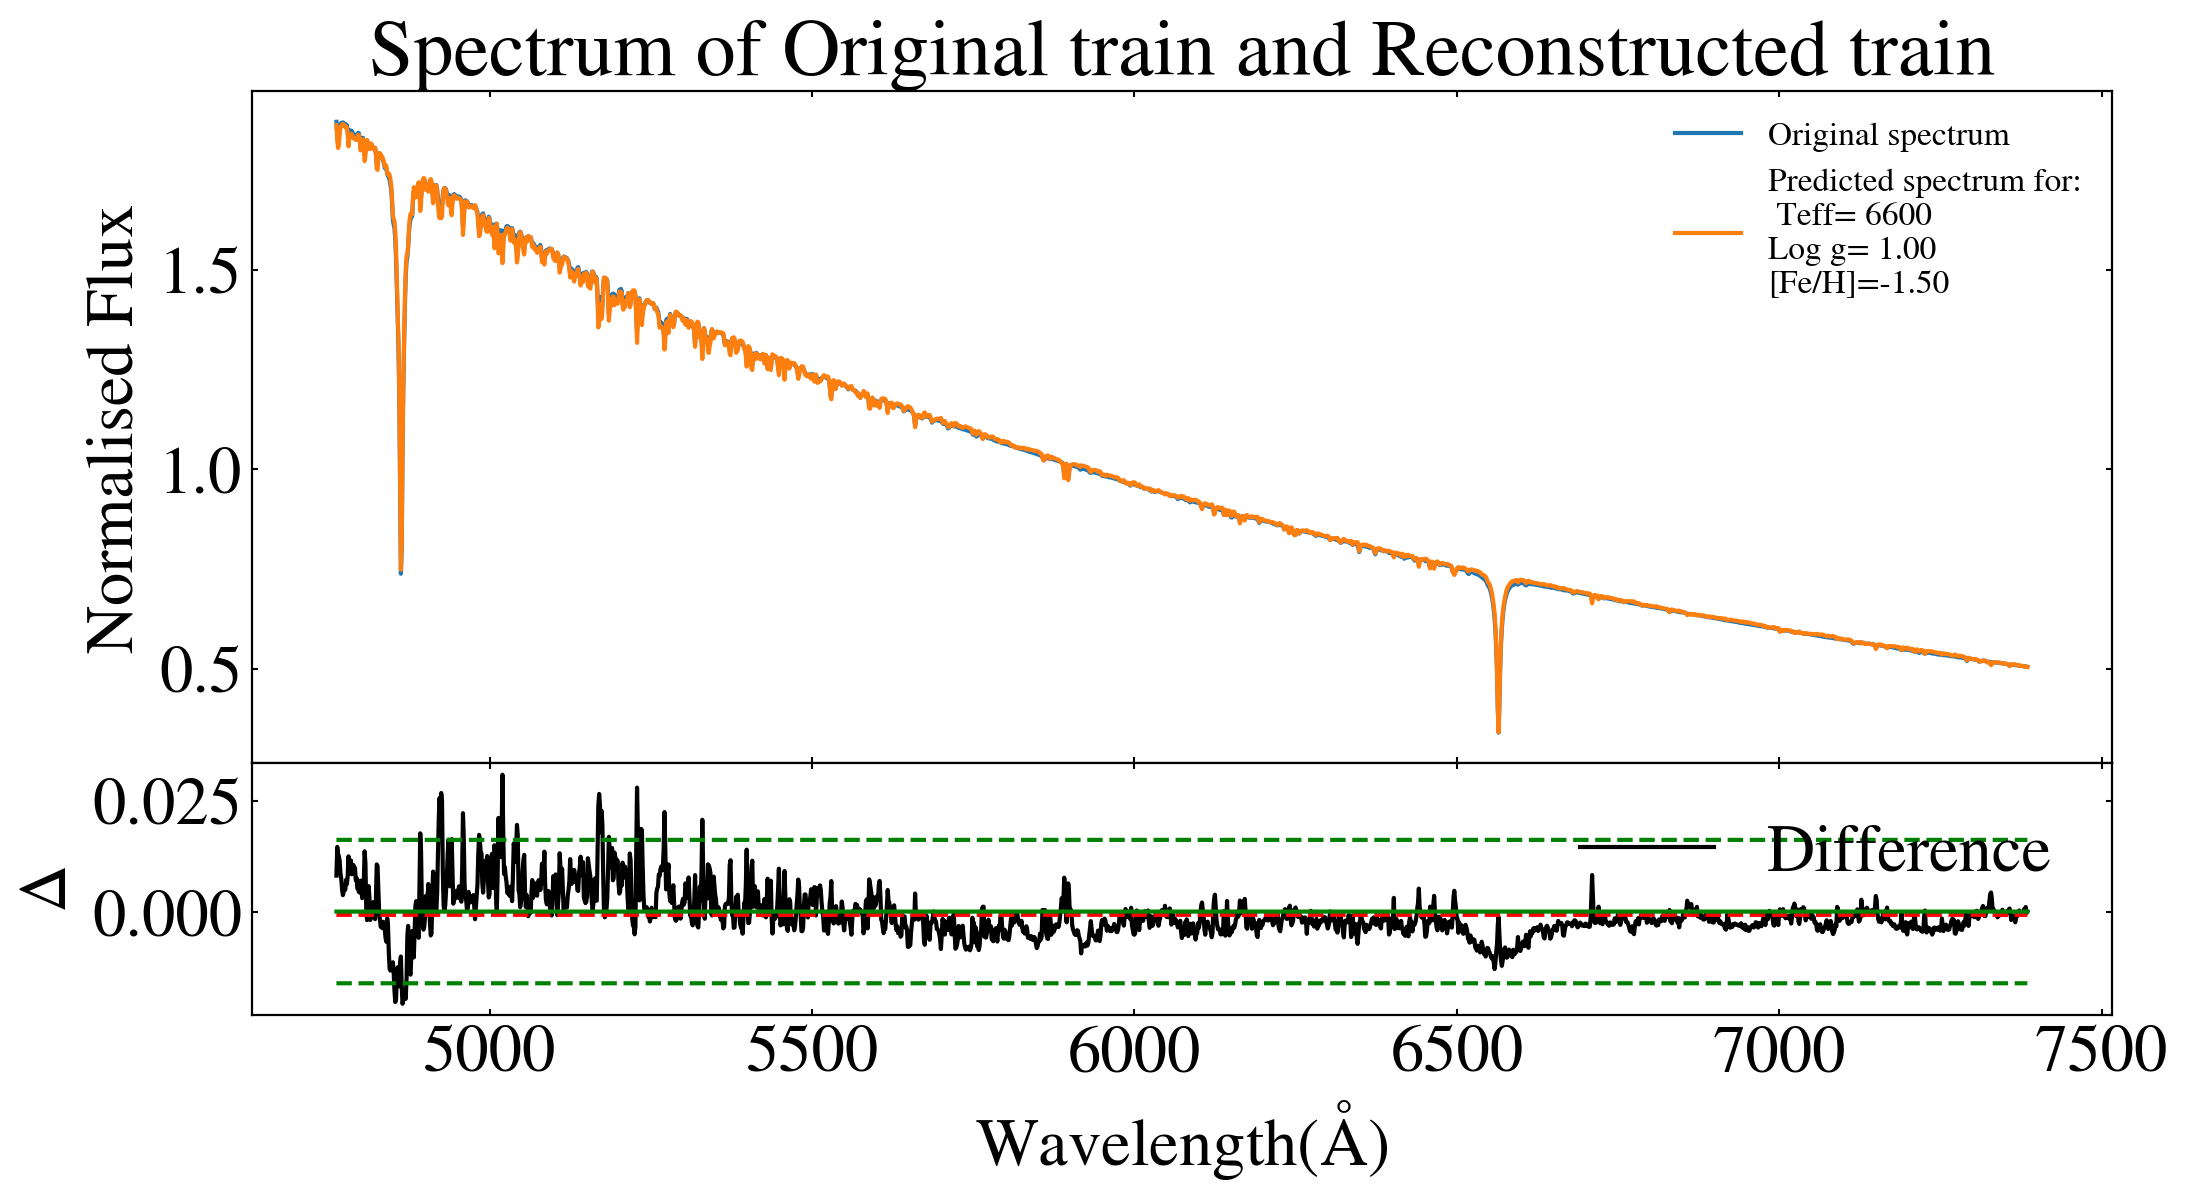 Spectrum of Original train and Reconstructed train
Original spectrum
Predicted spectrum for:
Teff= 6600
Log g= 1.00
[Fe/H]=-1.50
Normalised Flux
1.5
1.0
0.5
Difference
Δ
0.025
0.000
5000 5500 6000 6500 7000 7500
Wavelength(Å)